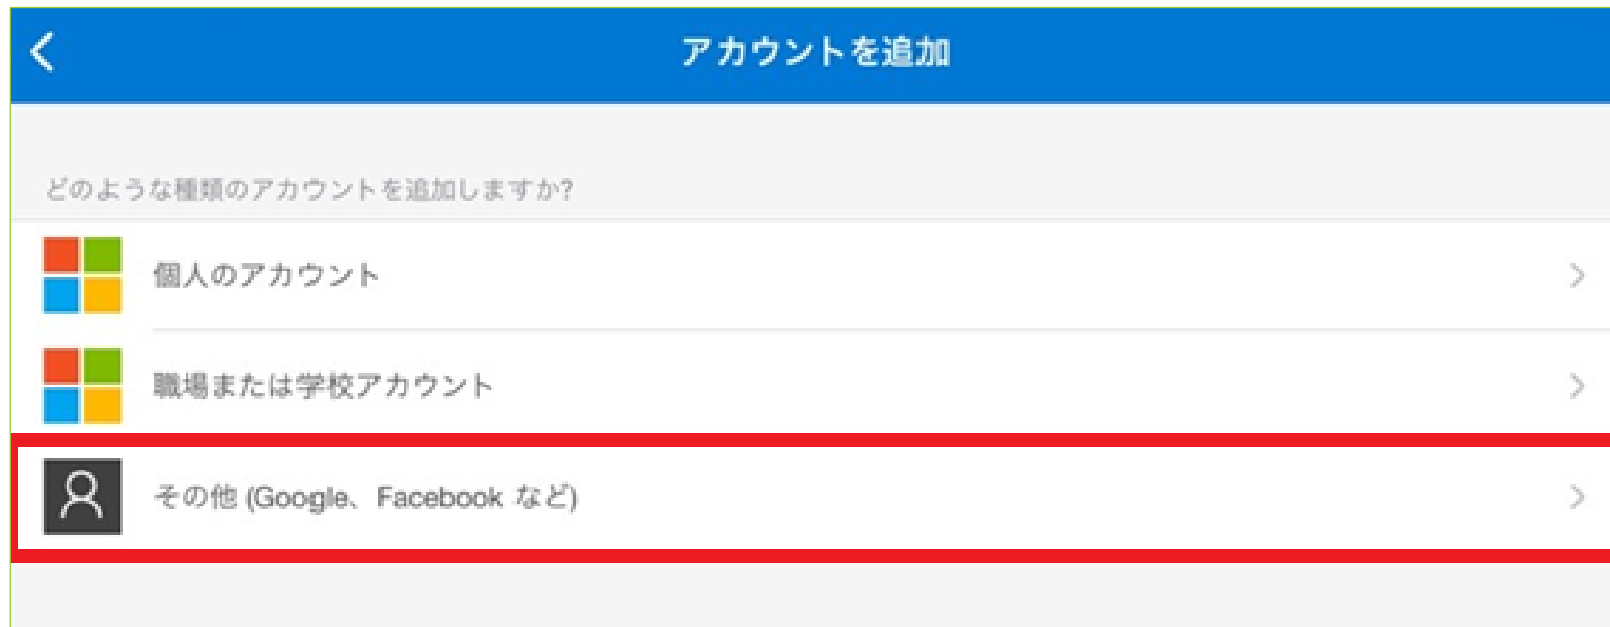 アカウントを追加
どのような種類のアカウントを追加しますか?
個人のアカウント
職場または学校アカウント
その他 (Google、Facebook など)